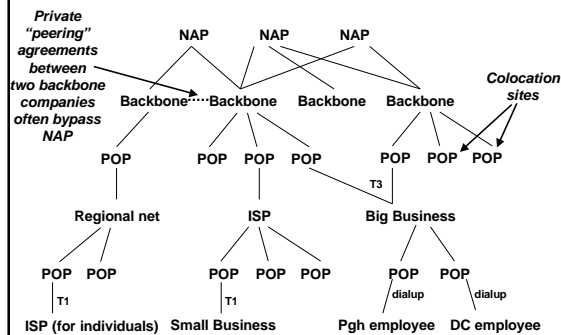 Private
“peering”
agreements
between
two backbone
companies
often bypass
NAP
NAP NAP NAP
Colocation
sites
Backbone Backbone Backbone Backbone
POP POP POP POP POP POP POP
T3
Regional net ISP Big Business
POP POP POP POP POP POP POP
T1 T1 dialup dialup
ISP (for individuals) Small Business Pgh employee DC employee